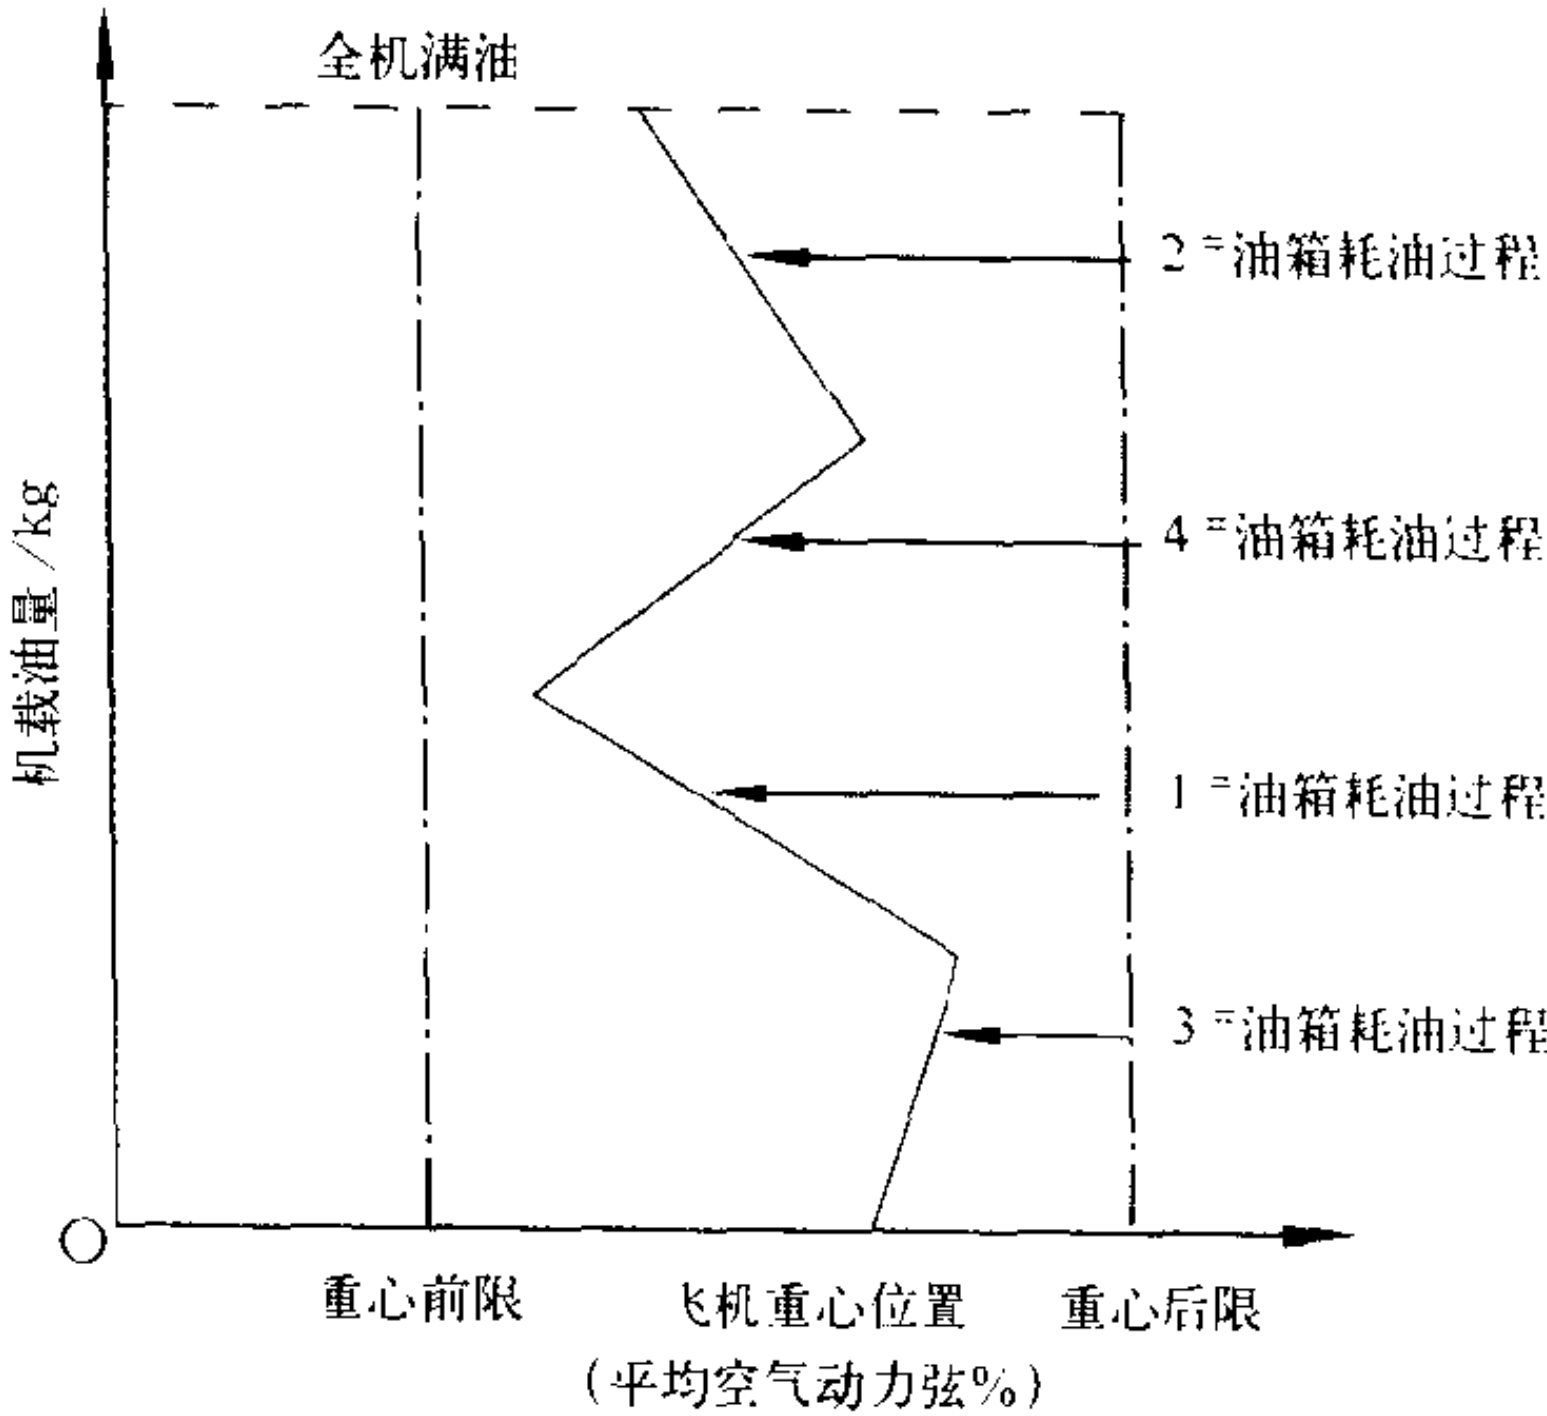 全机满油
2#油箱耗油过程
4#油箱耗油过程
1#油箱耗油过程
3#油箱耗油过程
机载油量/kg
O
重心前限
飞机重心位置
重心后限
(平均空气动力弦%)